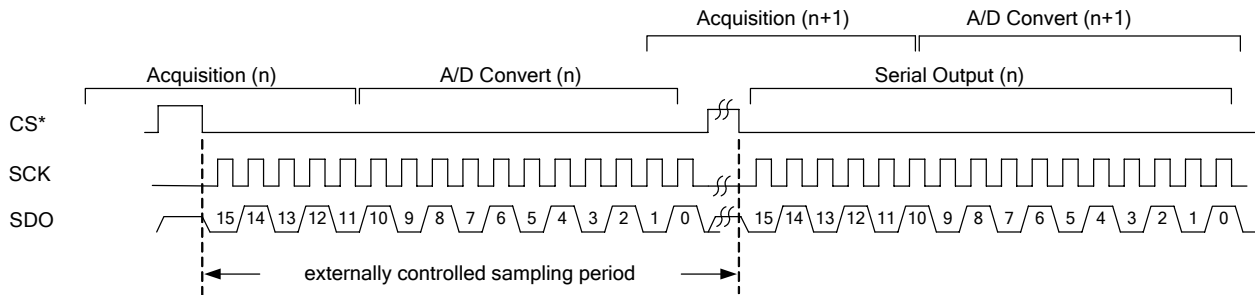 Acquisition (n+1) A/D Convert (n+1)
Acquisition (n) A/D Convert (n) Serial Output (n)
CS*
SCK
SDO 15 14 13 12 11 10 9 8 7 6 5 4 3 2 1 0 15 14 13 12 11 10 9 8 7 6 5 4 3 2 1 0
externally controlled sampling period